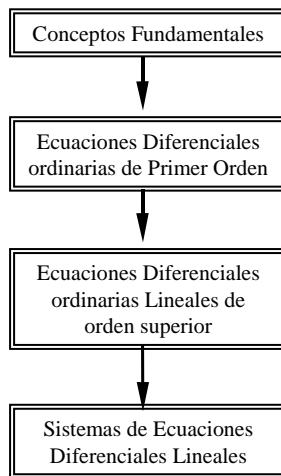 Conceptos Fundamentales
Ecuaciones Diferenciales
ordinarias de Primer Orden
Ecuaciones Diferenciales
ordinarias Lineales de
orden superior
Sistemas de Ecuaciones
Diferenciales Lineales